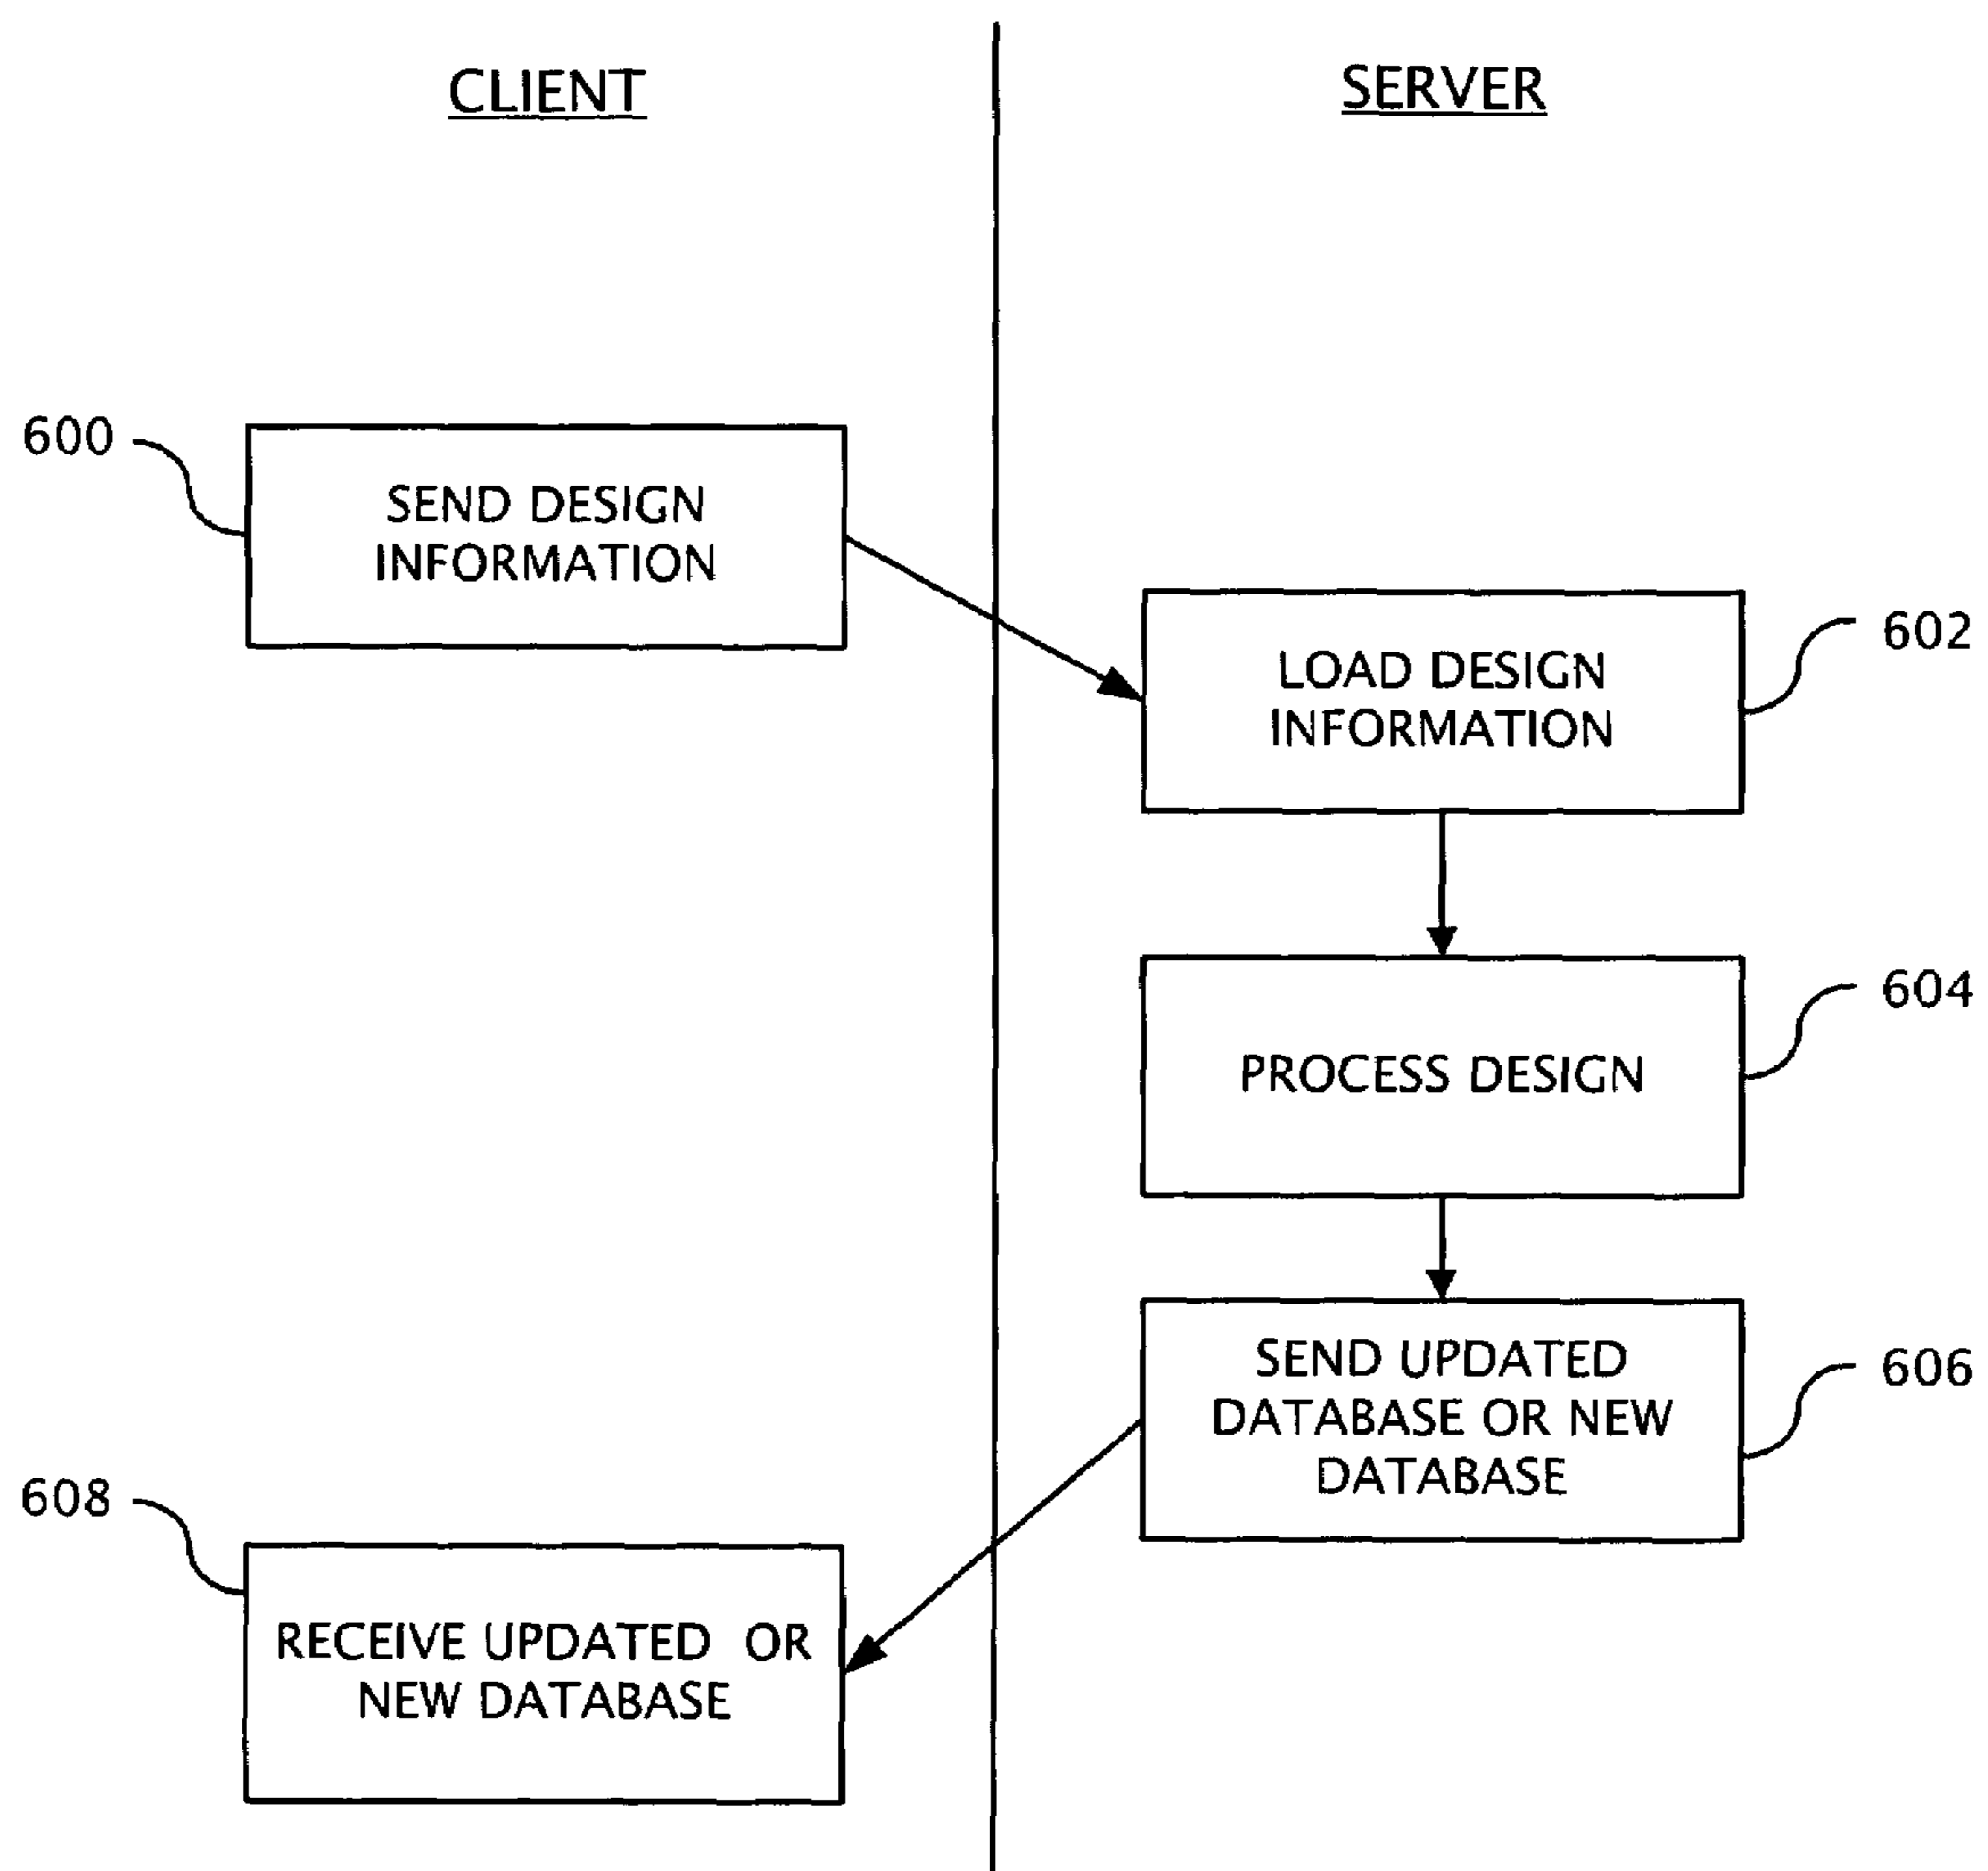 CLIENT
SERVER
600
SEND DESIGN
INFORMATION
602
LOAD DESIGN
INFORMATION
604
PROCESS DESIGN
606
SEND UPDATED
DATABASE OR NEW
DATABASE
608
RECEIVE UPDATED OR
NEW DATABASE